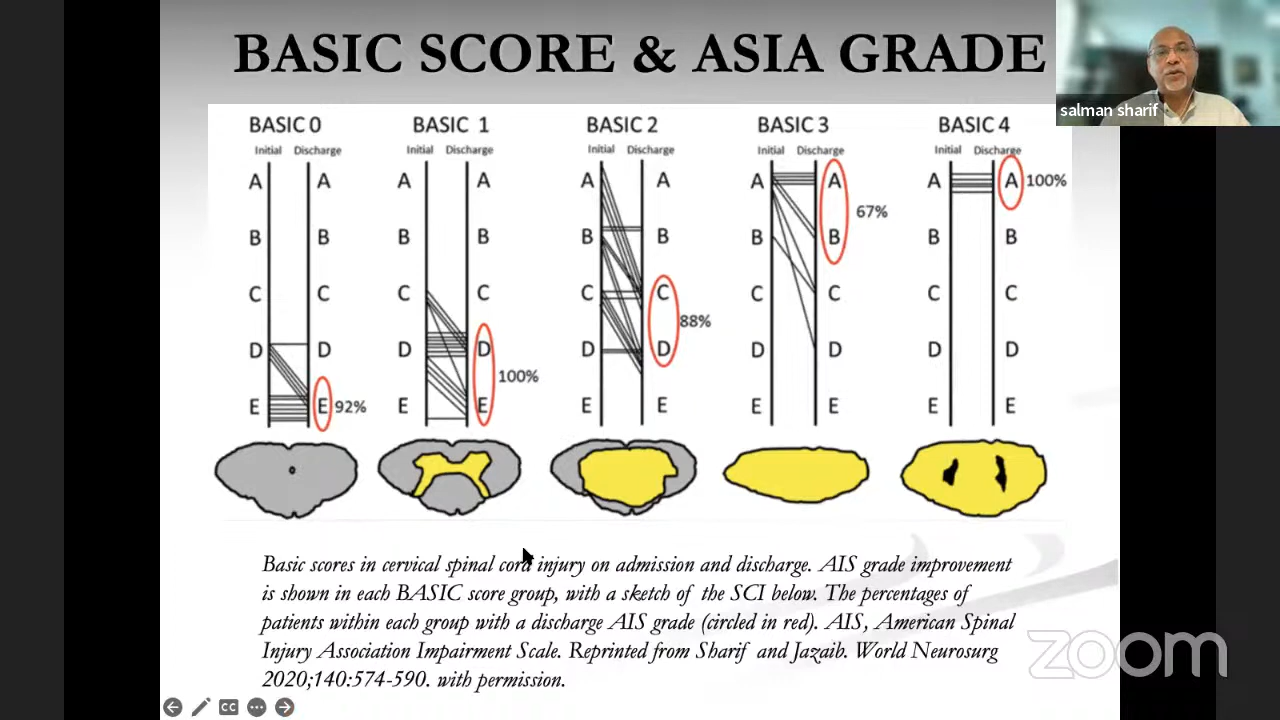 BASIC SCORE & ASIA GRADE
salman sharif
BASIC 0 BASIC 1 BASIC 2 BASIC 3 BASIC 4
Initial Discharge Initial Discharge Initial Discharge Initial Discharge Initial Discharge
A A A A A A A A A A 100%
B B B B B B B B B B
67%
C C C C C C C C C C
88%
D D D D D D D D D D
100%
E E 92% E E E E E E E E
Basic scores in cervical spinal cord injury on admission and discharge. AIS grade improvement
is shown in each BASIC score group, with a sketch of the SCI below. The percentages of
patients within each group with a discharge AIS grade (circled in red). AIS, American Spinal
Injury Association Impairment Scale. Reprinted from Sharif and Jazaib. World Neurosurg
2020;140:574-590. with permission.
zoom
CC